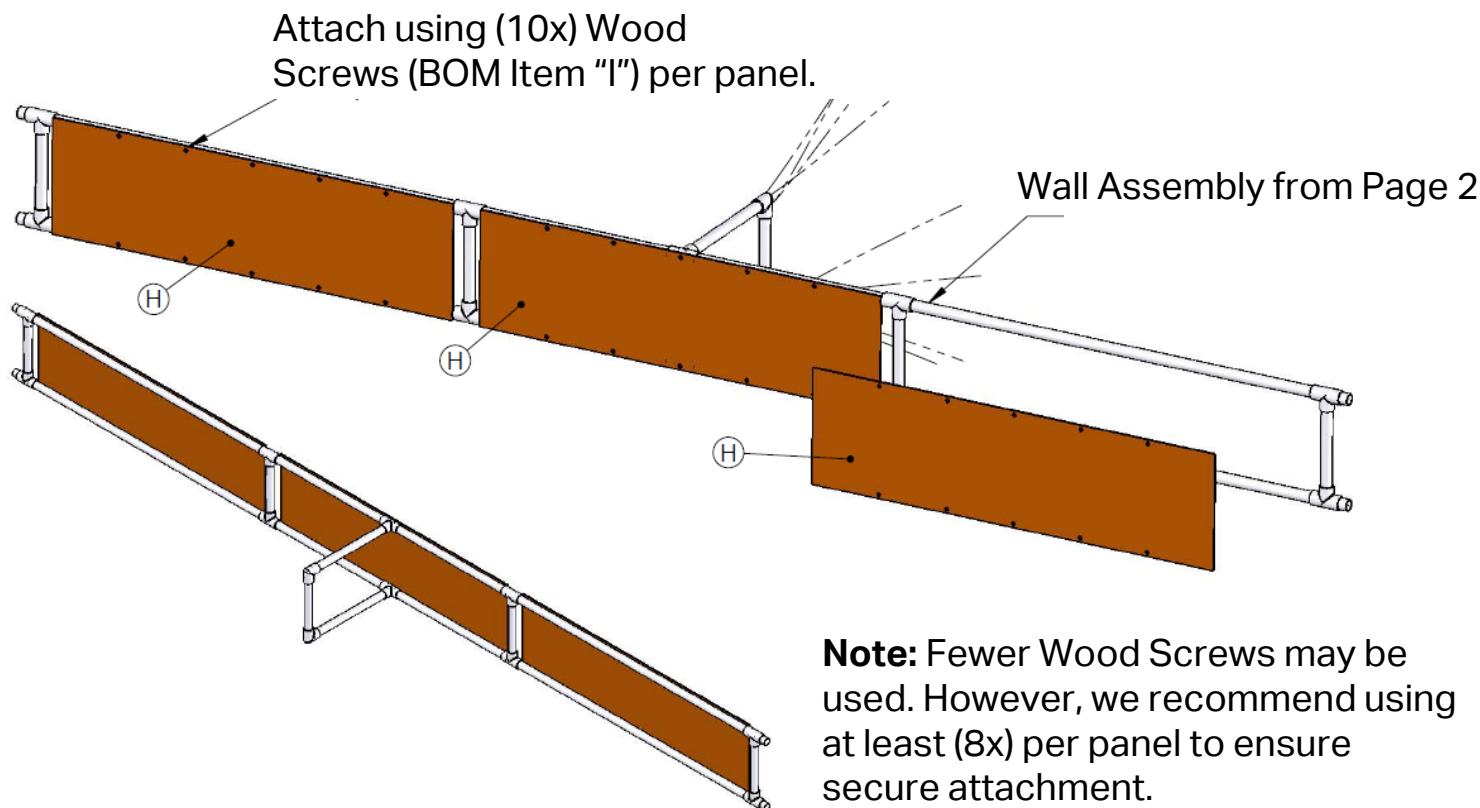 Attach using (10x) Wood
Screws (BOM Item “I”) per panel.
Wall Assembly from Page 2
H
H
H
Note: Fewer Wood Screws may be
used. However, we recommend using
at least (8x) per panel to ensure
secure attachment.